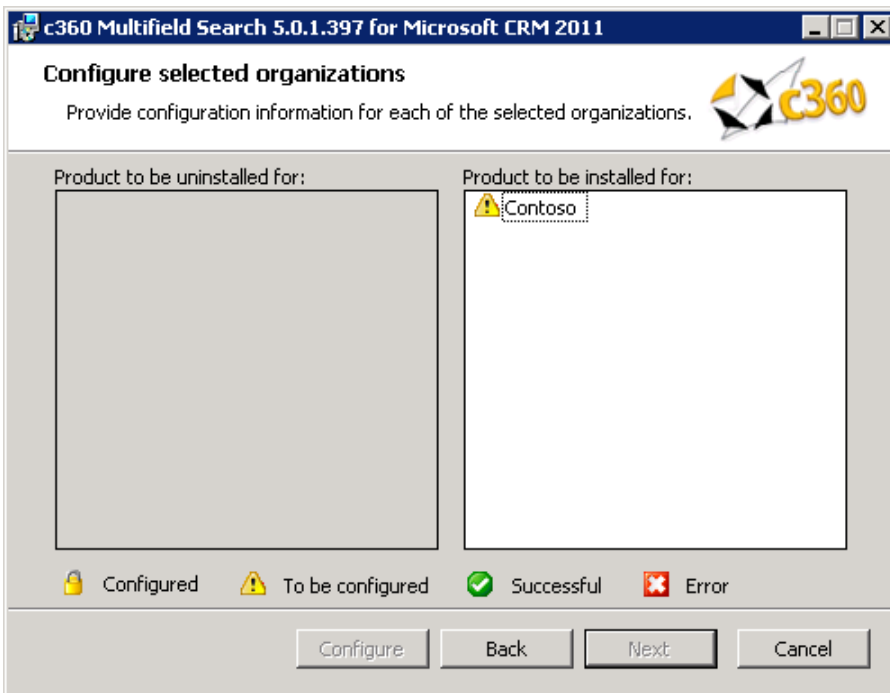 c360 Multifield Search 5.0.1.397 for Microsoft CRM 2011
Configure selected organizations
Provide configuration information for each of the selected organizations.
c360
Product to be uninstalled for:
Product to be installed for:
Contoso
Configured To be configured Successful Error
Configure Back Next Cancel